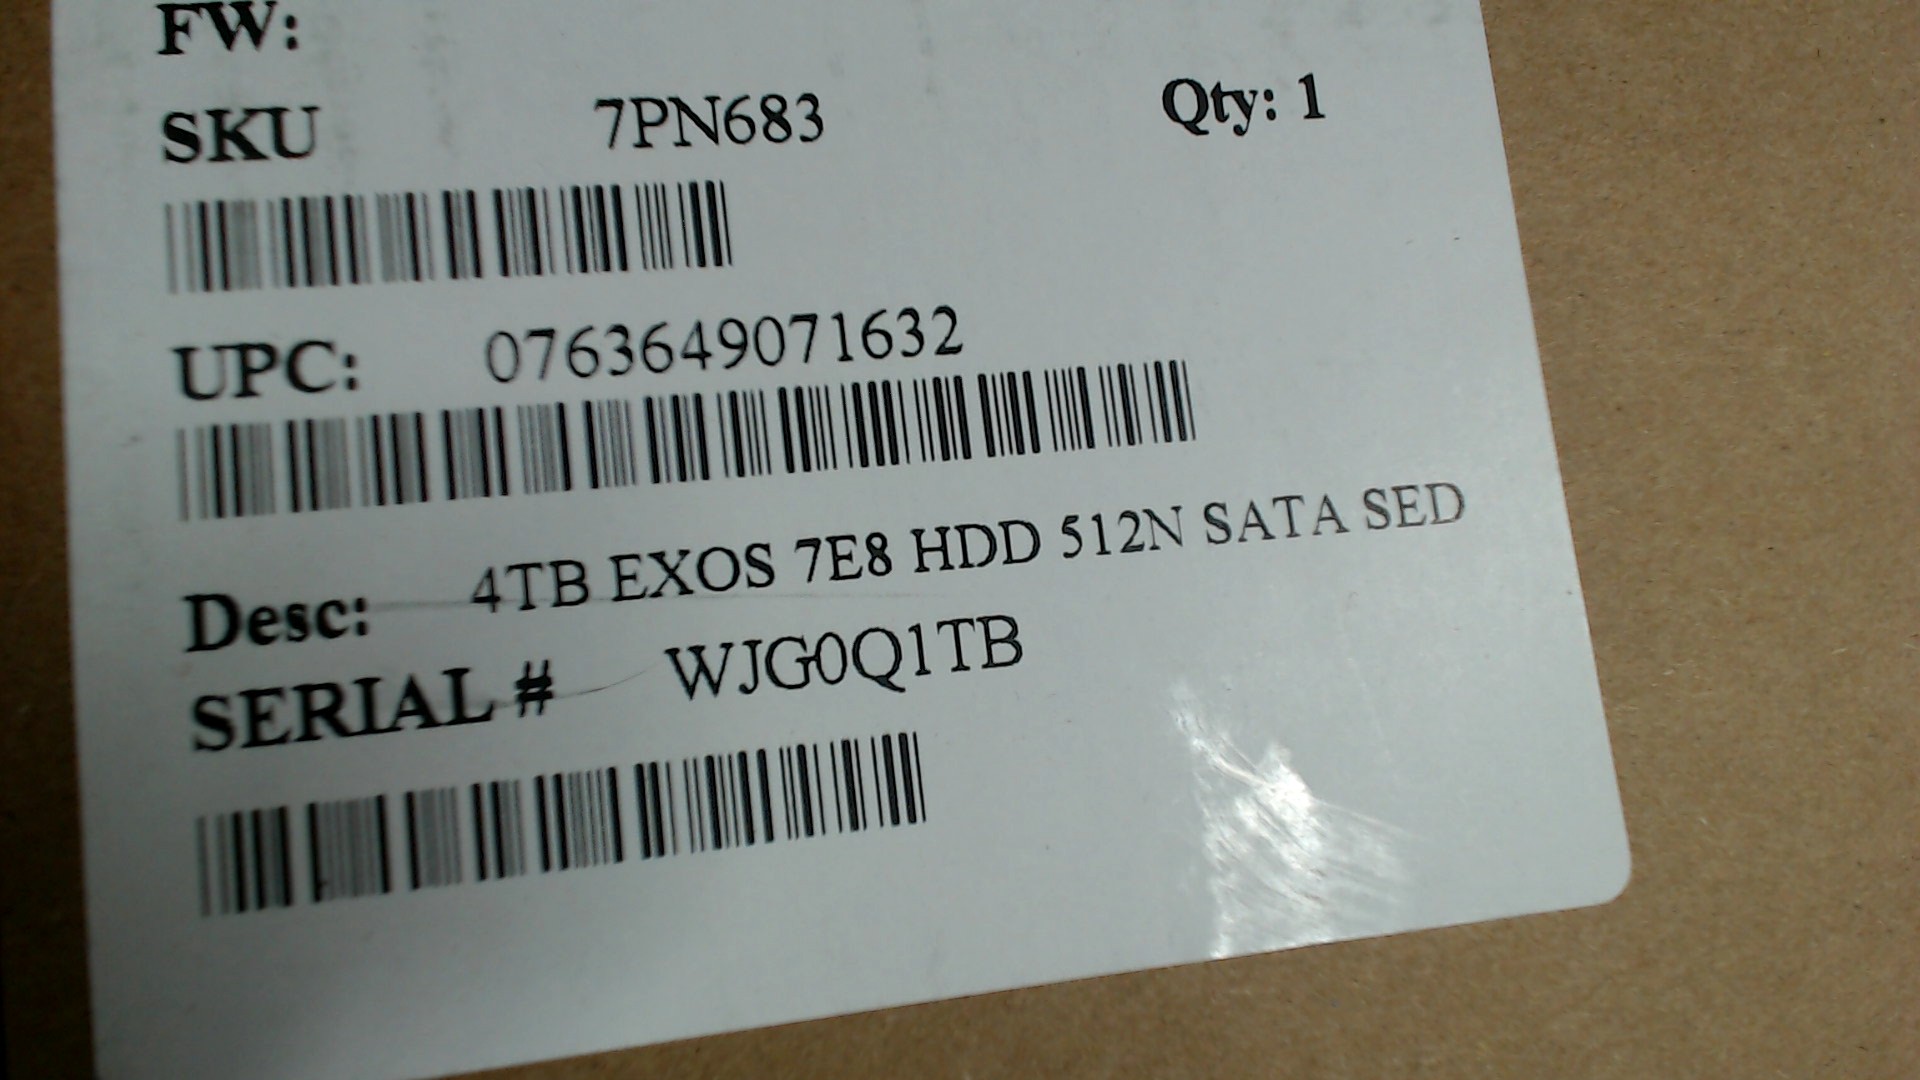 FW:
SKU 7PN683 Qty: 1
UPC: 0763649071632
Desc: 4TB EXOS 7E8 HDD 512N SATA SED
SERIAL # WJG0Q1TB